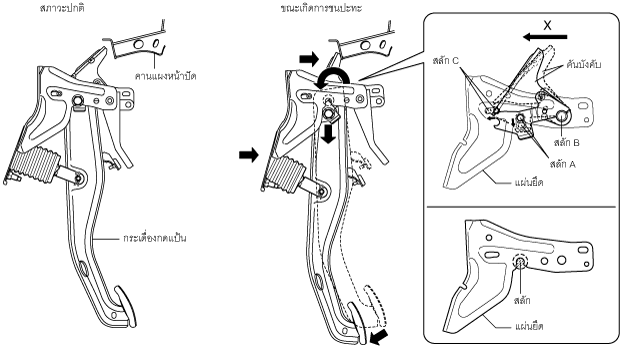 สภาวะปกติ
ขณะเกิดการชนปะทะ
X
คานแผงหน้าปัด
สลัก C
คันบังคับ
สลัก B
สลัก A
แผ่นยึด
กระเดื่องกดแป้น
สลัก
แผ่นยึด